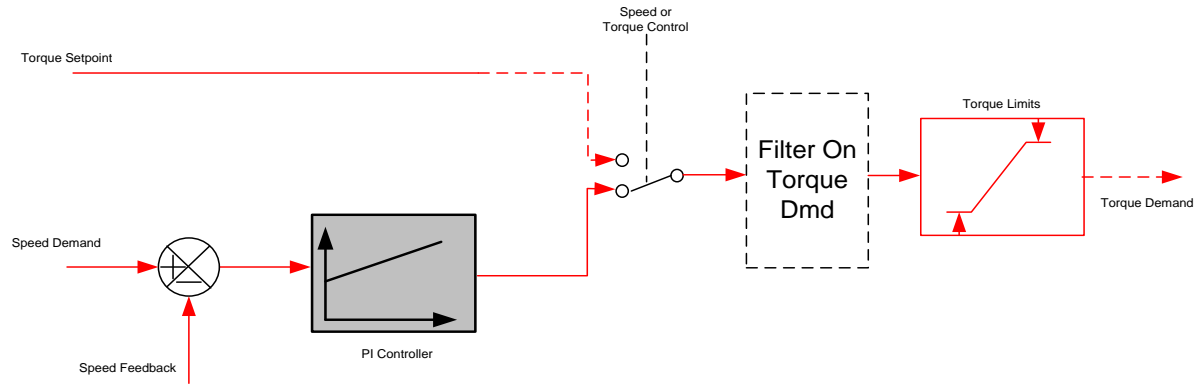 Speed or
Torque Control
Torque Setpoint
Filter On
Torque
Dmd
Torque Limits
Torque Demand
Speed Demand
PI Controller
Speed Feedback